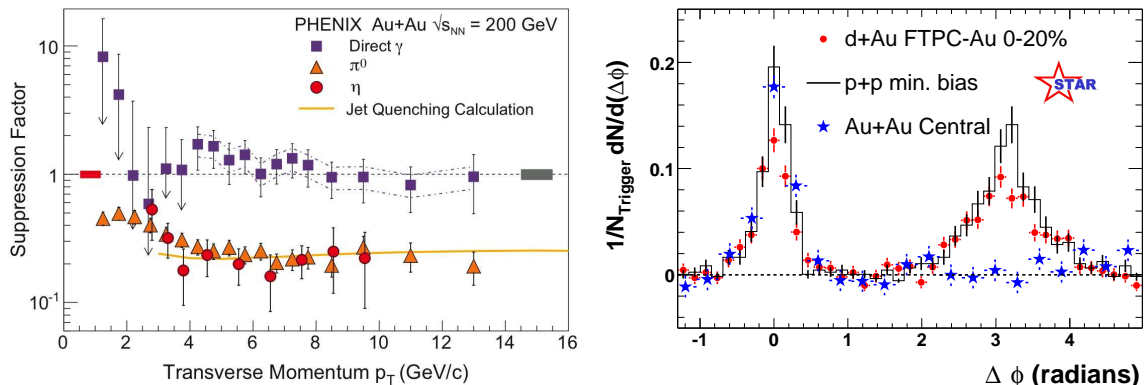 PHENIX Au+Au √sNN = 200 GeV
Direct γ
π0
η
Jet Quenching Calculation
Suppression Factor
10
1
10-1
0 2 4 6 8 10 12 14 16
Transverse Momentum pT (GeV/c)
d+Au FTPC-Au 0-20%
p+p min. bias
Au+Au Central
STAR
1/NTrigger dN/d(Δϕ)
0.2
0.1
0
-1 0 1 2 3 4
Δ ϕ (radians)